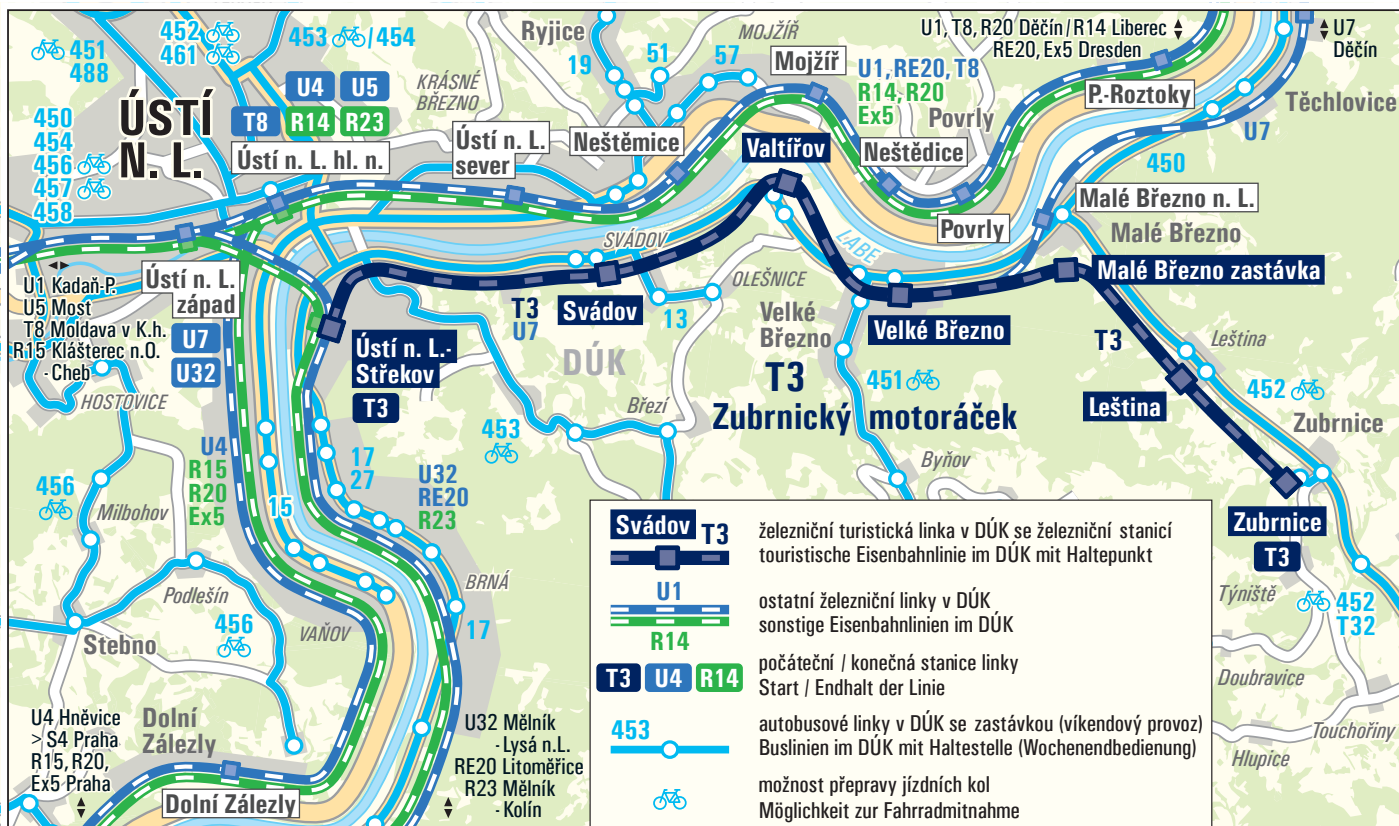 451
488
452
461
453 /454
Ryjice
19
51
57
MOJŽÍŘ
Mojžíř
U1, T8, R20 Děčín / R14 Liberec
RE20, Ex5 Dresden
U7
Děčín
KRÁSNÉ
BŘEZNO
U4
U5
T8
R14
R23
ÚSTÍ
N. L.
450
454
456
457
458
Ústí n. L. hl. n.
Ústí n. L.
sever
Neštěmice
U1, RE20, T8
R14, R20
Ex5
Povrly
P.-Roztoky
Těchlovice
U7
450
Valtířov
Neštědice
Malé Březno n. L.
Malé Březno
Povrly
LABE
SVÁDOV
OLEŠNICE
Ústí n. L.
západ
U1 Kadaň-P.
U5 Most
T8 Moldava v K.h.
R15 Klášterec n.O.
- Cheb
U7
U32
HOSTOVICE
Ústí n. L.-
Střekov
T3
T3
U7
Svádov
13
DÚK
Velké
Březno
Velké Březno
Malé Březno zastávka
T3
Leština
Leština
452
Zubrnice
T3
Zubrnický motoráček
451
Březí
453
Byňov
U4
R15
R20
Ex5
15
17
27
U32
RE20
R23
456
Milbohov
Podlešín
456
Stebno
VAŇOV
BRNÁ
17
Zubrnice
T3
Týniště
452
T32
Doubravice
Touchořiny
Hlupice
U4 Hněvice
> S4 Praha
R15, R20,
Ex5 Praha
Dolní
Zálezly
Dolní Zálezly
U32 Mělník
- Lysá n.L.
RE20 Litoměřice
R23 Mělník
- Kolín
Svádov T3
železniční turistická linka v DÚK se železniční stanicí
touristische Eisenbahnlinie im DÚK mit Haltepunkt
U1
R14
ostatní železniční linky v DÚK
sonstige Eisenbahnlinien im DÚK
T3 U4 R14
počáteční / konečná stanice linky
Start / Endhalt der Linie
453
autobusové linky v DÚK se zastávkou (víkendový provoz)
Buslinien im DÚK mit Haltestelle (Wochenendbedienung)
možnost přepravy jízdních kol
Möglichkeit zur Fahrradmitnahme